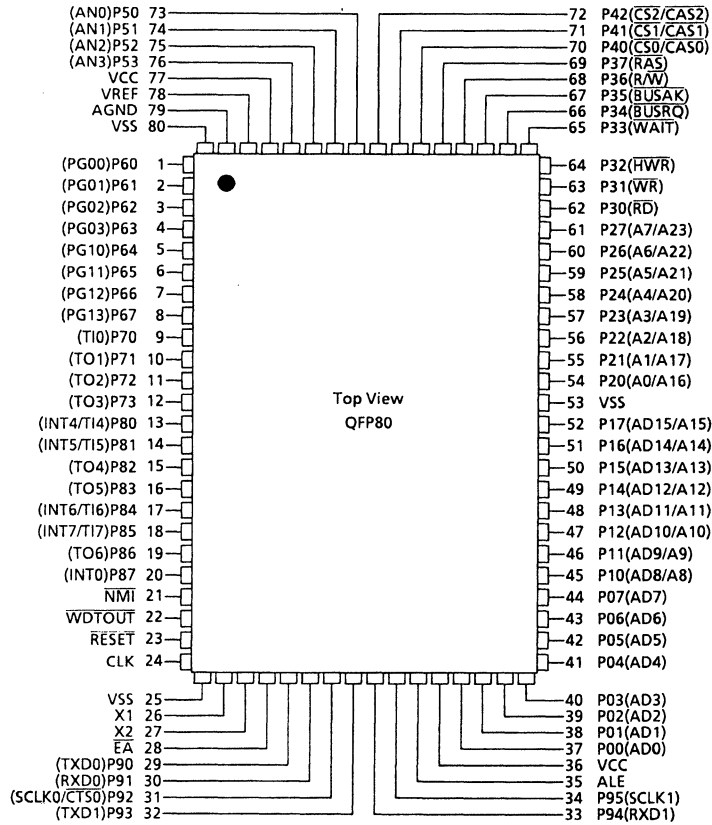 (AN0)P50 73
(AN1)P51 74
(AN2)P52 75
(AN3)P53 76
VCC 77
VREF 78
AGND 79
VSS 80
72 P42(CS2/CAS2)
71 P41(CS1/CAS1)
70 P40(CS0/CAS0)
69 P37(RAS)
68 P36(R/W)
67 P35(BUSAK)
66 P34(BUSRQ)
65 P33(WAIT)
(PG00)P60 1
(PG01)P61 2
(PG02)P62 3
(PG03)P63 4
(PG10)P64 5
(PG11)P65 6
(PG12)P66 7
(PG13)P67 8
(TI0)P70 9
(TO1)P71 10
(TO2)P72 11
(TO3)P73 12
(INT4/TI4)P80 13
(INT5/TI5)P81 14
(TO4)P82 15
(TO5)P83 16
(INT6/TI6)P84 17
(INT7/TI7)P85 18
(TO6)P86 19
(INT0)P87 20
NMI 21
WDTOUT 22
RESET 23
CLK 24
Top View
QFP80
64 P32(HWR)
63 P31(WR)
62 P30(RD)
61 P27(A7/A23)
60 P26(A6/A22)
59 P25(A5/A21)
58 P24(A4/A20)
57 P23(A3/A19)
56 P22(A2/A18)
55 P21(A1/A17)
54 P20(A0/A16)
53 VSS
52 P17(AD15/A15)
51 P16(AD14/A14)
50 P15(AD13/A13)
49 P14(AD12/A12)
48 P13(AD11/A11)
47 P12(AD10/A10)
46 P11(AD9/A9)
45 P10(AD8/A8)
44 P07(AD7)
43 P06(AD6)
42 P05(AD5)
41 P04(AD4)
VSS 25
X1 26
X2 27
EA 28
(TXD0)P90 29
(RXD0)P91 30
(SCLK0/CTS0)P92 31
(TXD1)P93 32
40 P03(AD3)
39 P02(AD2)
38 P01(AD1)
37 P00(AD0)
36 VCC
35 ALE
34 P95(SCLK1)
33 P94(RXD1)